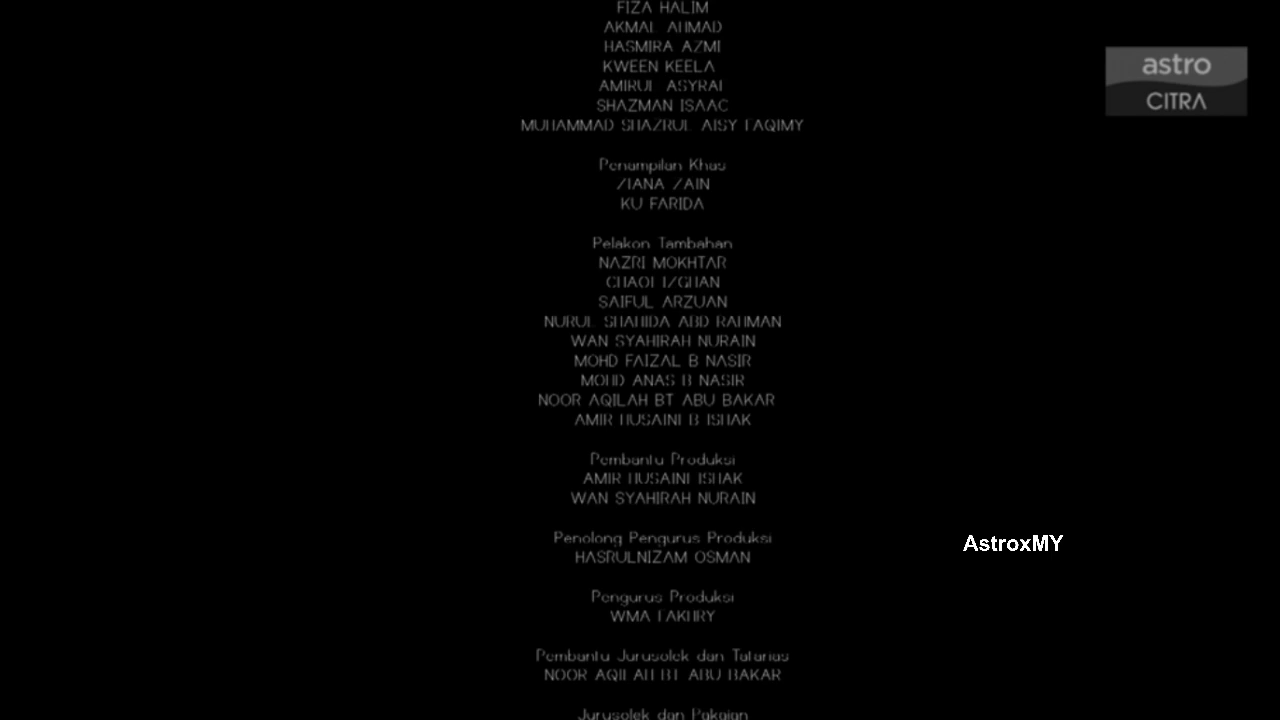 FIZA HALIM
AKMAL AHMAD
HASMIRA AZMI
KWEEN KEELA
AMIRUL ASYRAF
SHAZMAN ISAAC
MUHAMMAD SHAZRUL AISY FAQIMY
Penampilan Khas
ZIANA ZAIN
KU FARIDA
Pelakon Tambahan
NAZRI MOKHTAR
IZGHAN
SAIFUL ARZUAN
NURUL SHAHIDA ABD RAHMAN
WAN SYAHIRAH NURAIN
MOHD FAIZAL B NASIR
MOHD ANAS B NASIR
NOOR AQILAH BT ABU BAKAR
AMIR HUSAINI B ISHAK
Pembantu Produksi
AMIR HUSAINI ISHAK
WAN SYAHIRAH NURAIN
Penolong Pengurus Produksi
HASRULNIZAM OSMAN
Pengurus Produksi
WMA FAKHRY
Pembantu Jurusolek dan Tatarias
NOOR AQILAH BT ABU BAKAR
Jurusolek dan Pakaian
astro
CITRA
AstroxMY